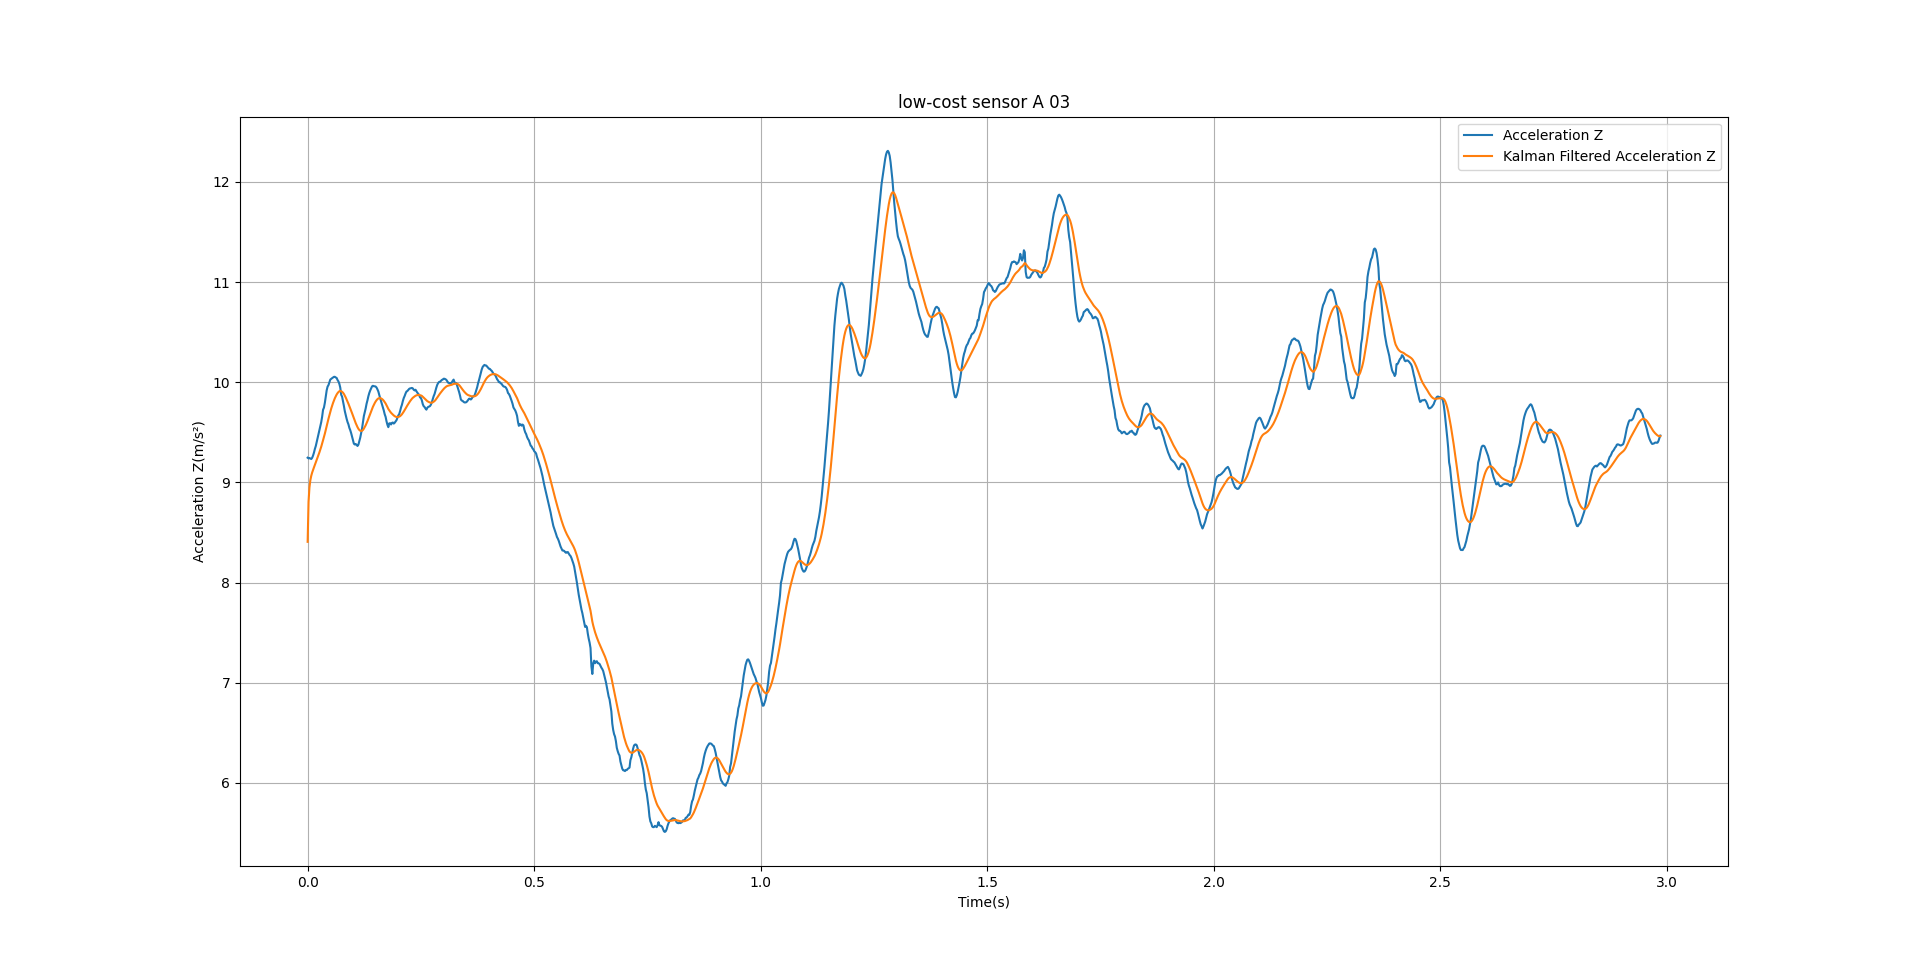 low-cost sensor A 03
Acceleration Z
Kalman Filtered Acceleration Z
Acceleration Z(m/s²)
12
11
10
9
8
7
6
0.0 0.5 1.0 1.5 2.0 2.5 3.0
Time(s)